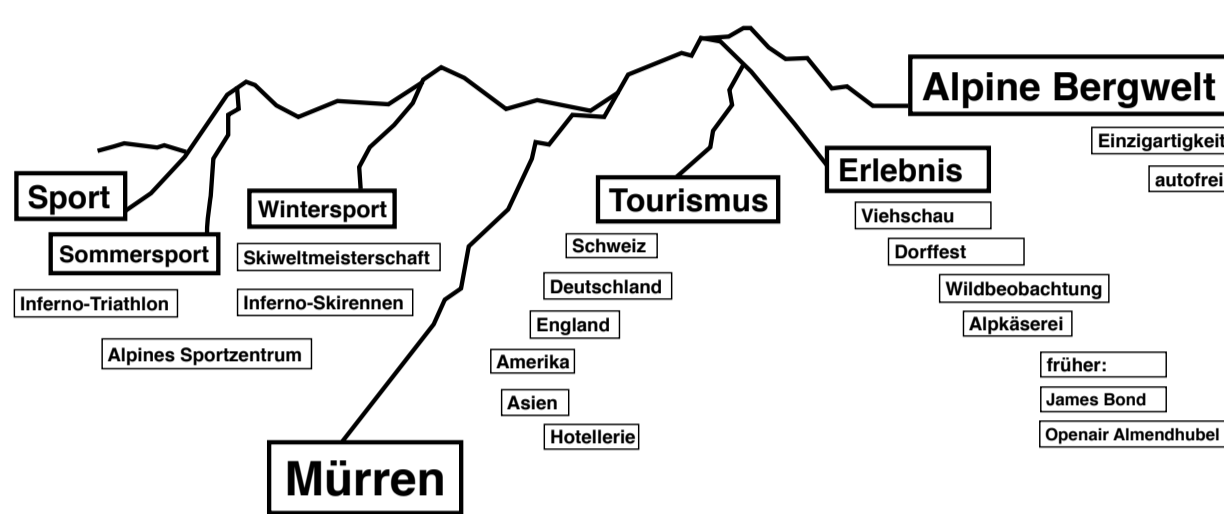 Alpine Bergwelt
Einzigartigkeit
autofrei
Erlebnis
Viehschau
Dorffest
Wildbeobachtung
Alpkäserei
früher:
James Bond
Openair Almendhubel
Tourismus
Schweiz
Deutschland
England
Amerika
Asien
Hotellerie
Sport
Sommersport
Inferno-Triathlon
Alpines Sportzentrum
Wintersport
Skiweltmeisterschaft
Inferno-Skirennen
Mürren